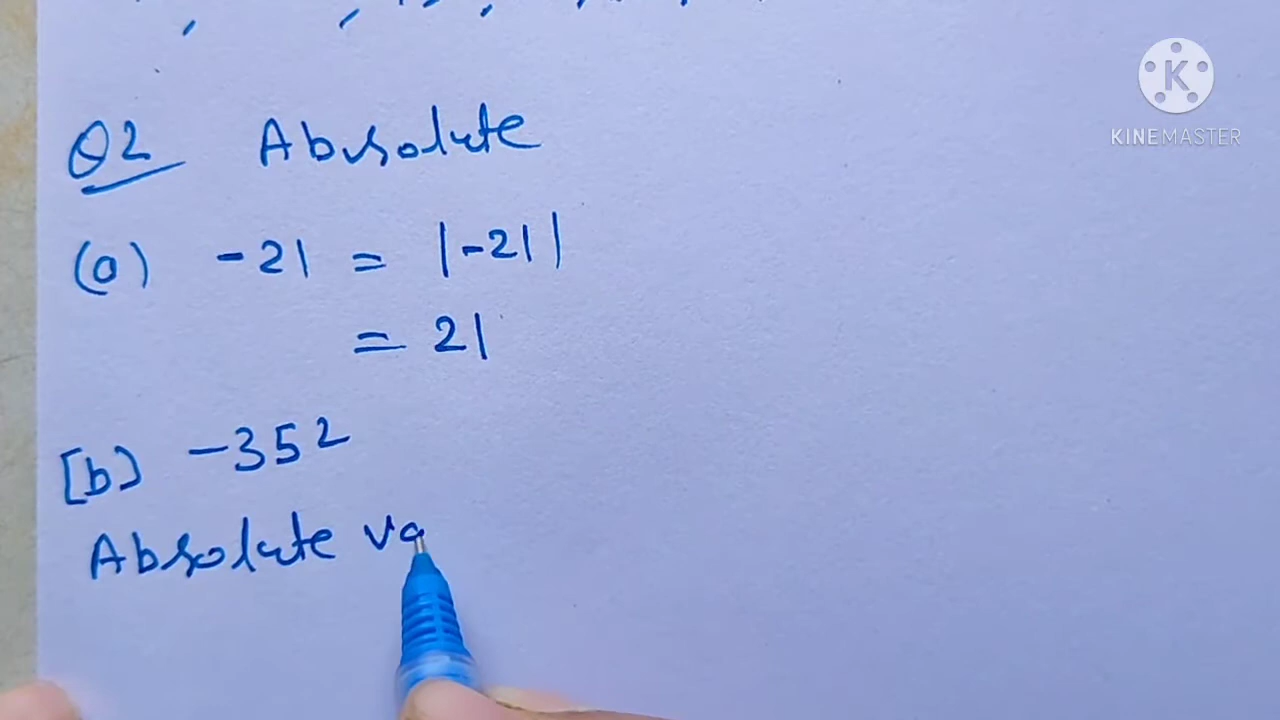 KINEMASTER
Q2 Absolute
(a) -21 = |-21|
= 21
[b) -352
Absolute va